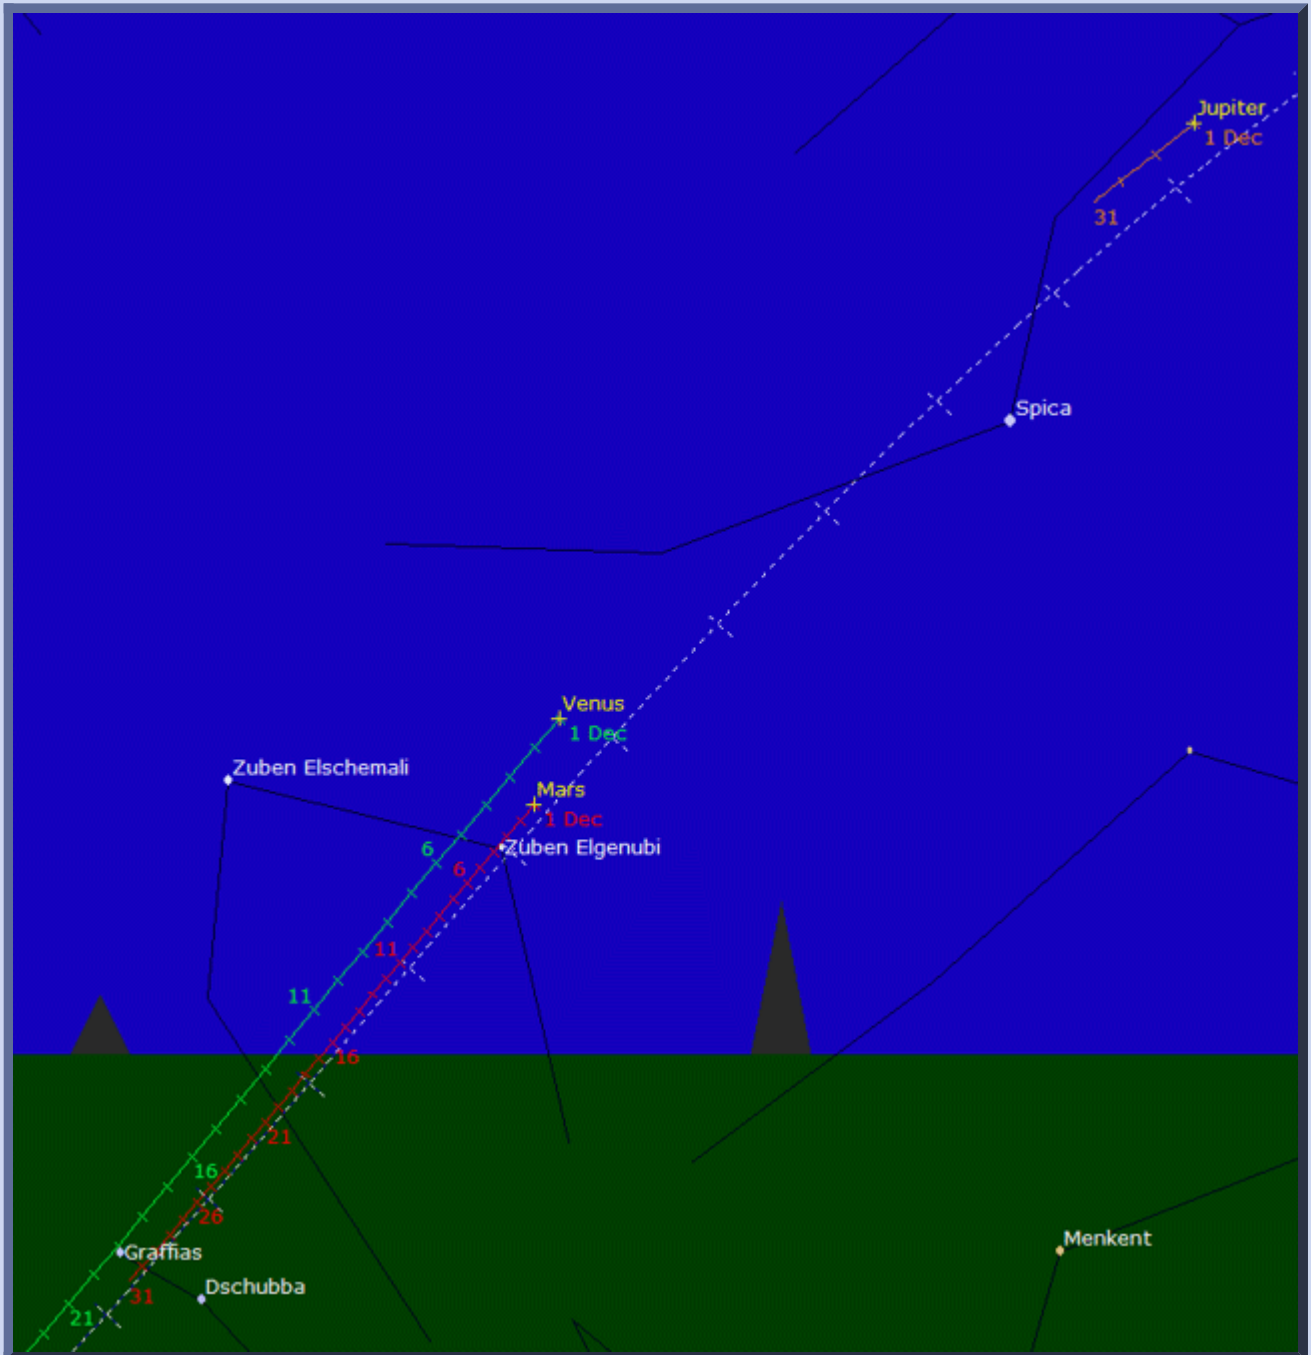 Jupiter
1 Dec
31
Spica
Venus
1 Dec
Zuben Elschemali
Mars
1 Dec
Zuben Elgenubi
6
6
11
11
16
21
16
26
Graffias
Menkent
Dschubba
31
21